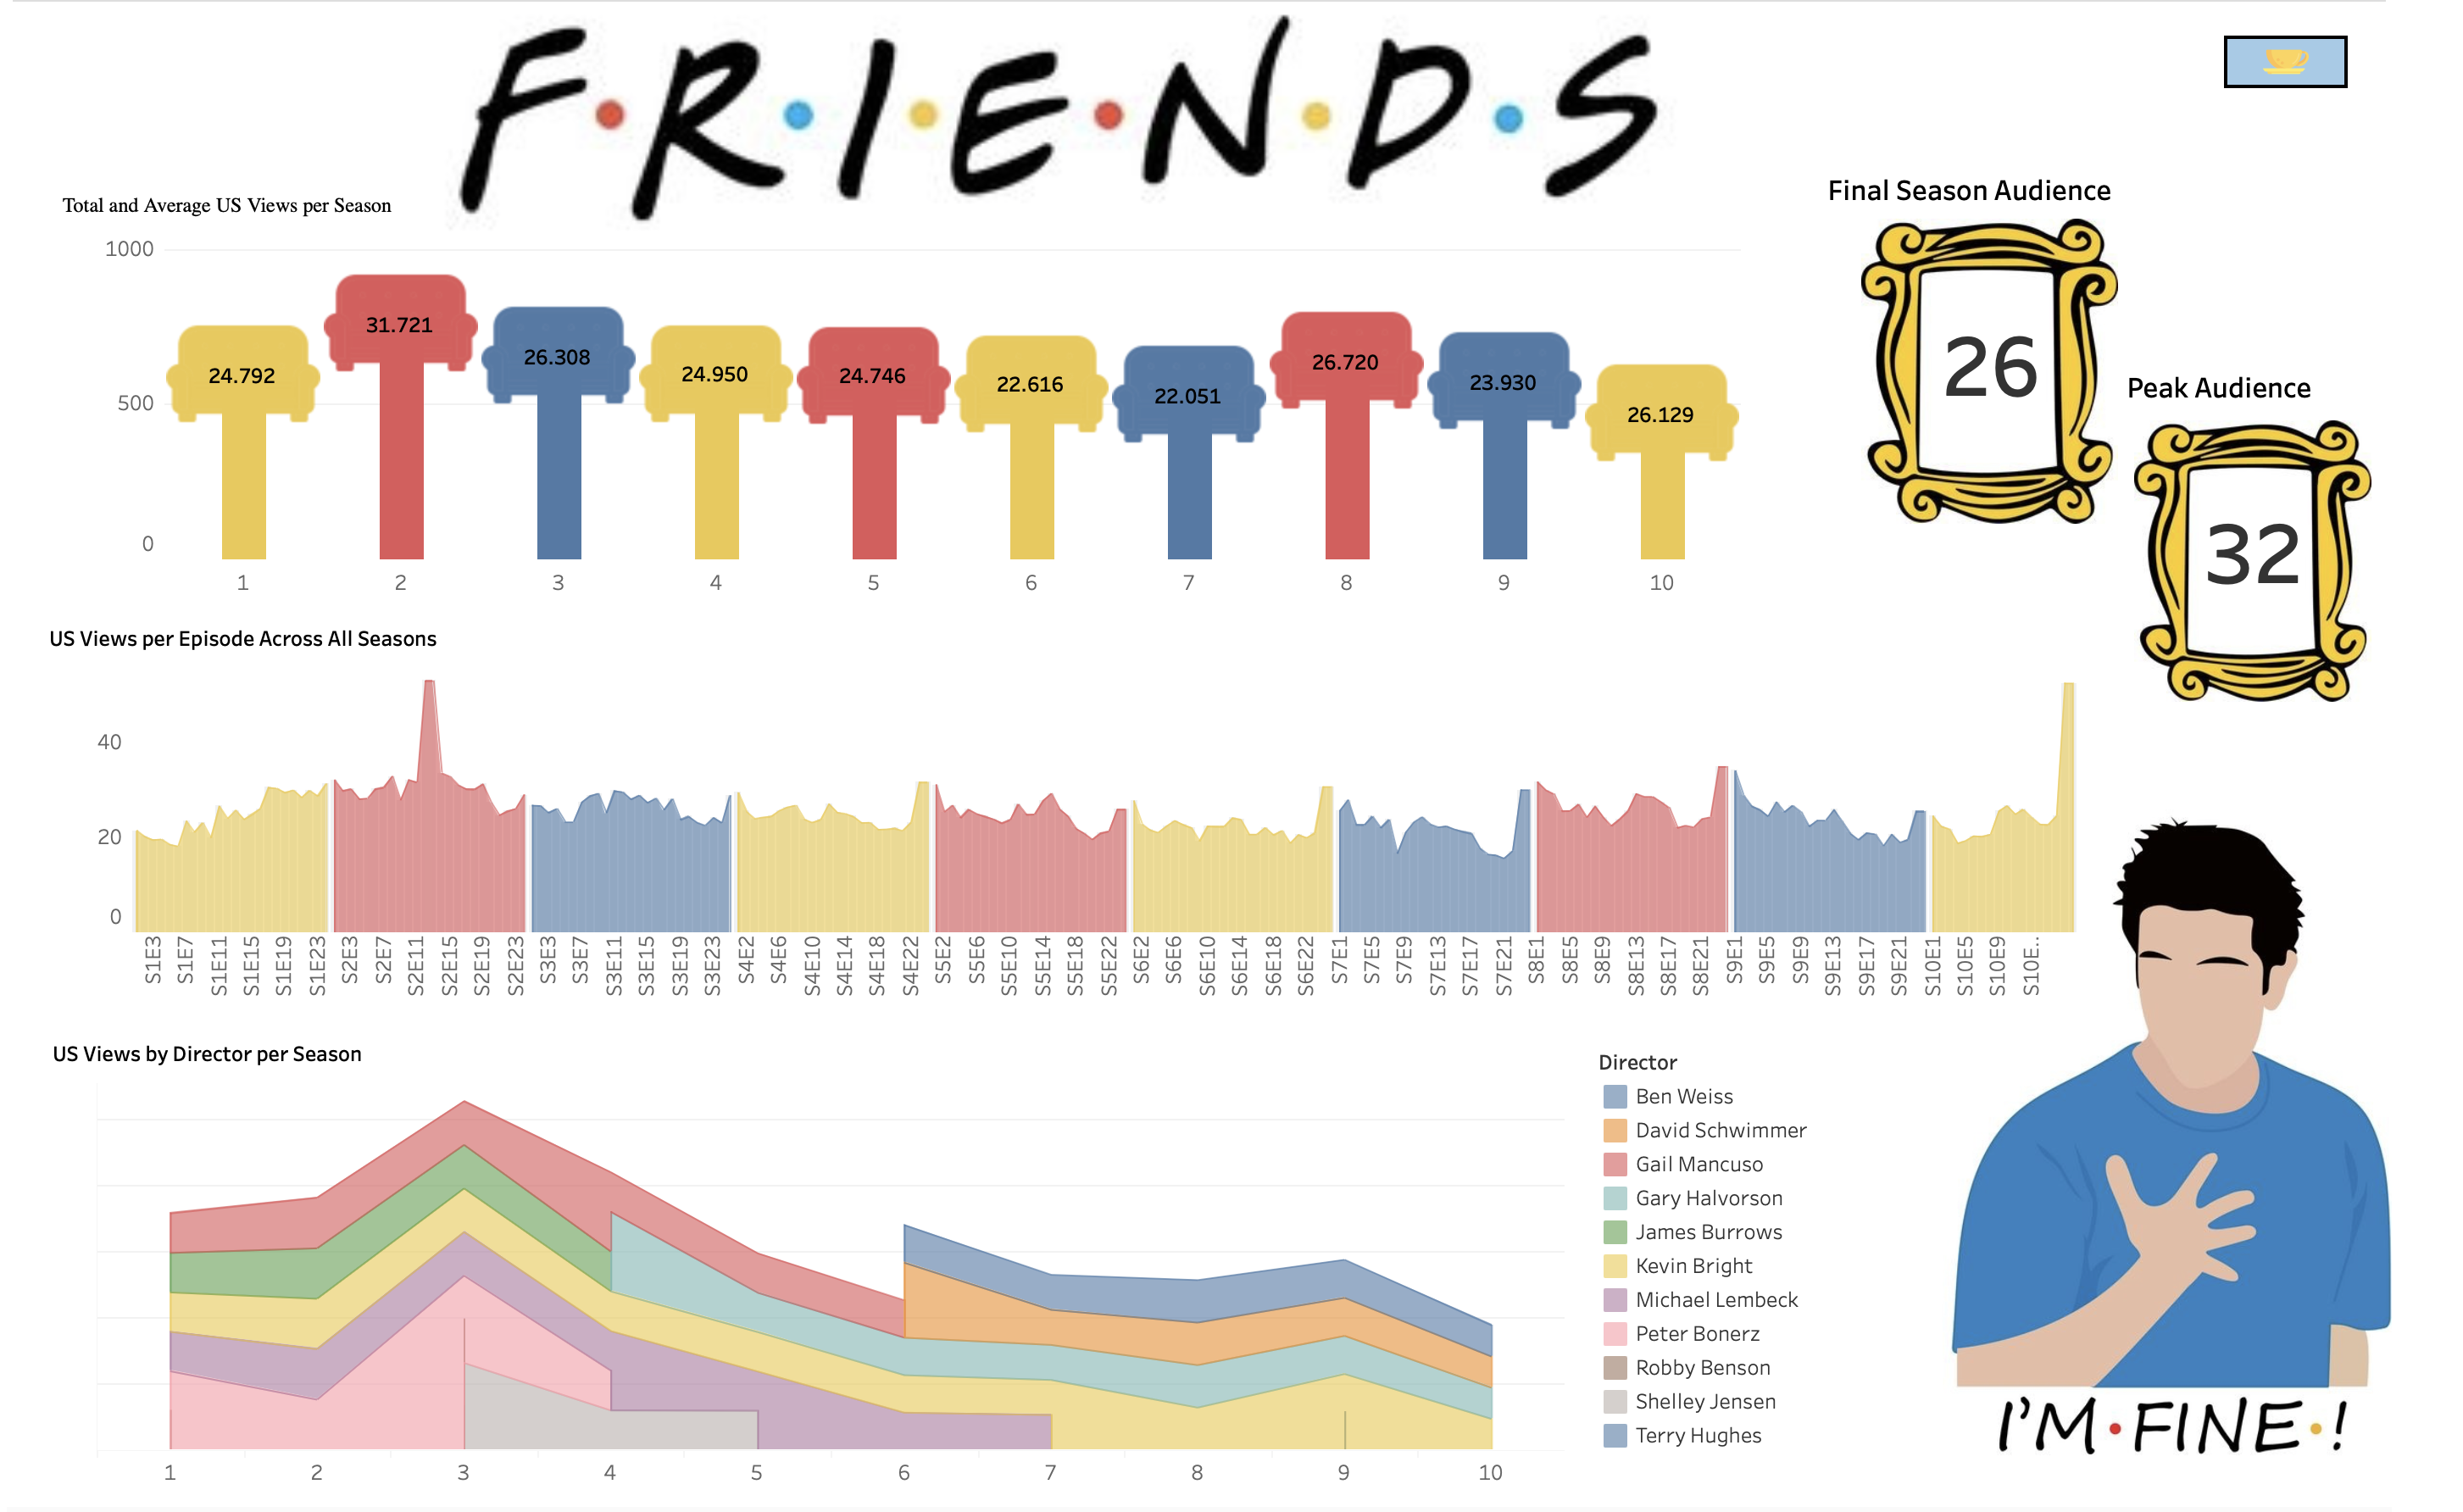 F•R•I•E•N•D•S
Total and Average US Views per Season
1000
500
0
24.792
31.721
26.308
24.950
24.746
22.616
22.051
26.720
23.930
26.129
1 2 3 4 5 6 7 8 9 10
Final Season Audience
26
Peak Audience
32
US Views per Episode Across All Seasons
40
20
0
S1E3 S1E7 S1E11 S1E15 S1E19 S1E23 S2E3 S2E7 S2E11 S2E15 S2E19 S2E23 S3E3 S3E7 S3E11 S3E15 S3E19 S3E23 S4E2 S4E6 S4E10 S4E14 S4E18 S4E22 S5E2 S5E6 S5E10 S5E14 S5E18 S5E22 S6E2 S6E6 S6E10 S6E14 S6E18 S6E22 S7E1 S7E5 S7E9 S7E13 S7E17 S7E21 S8E1 S8E5 S8E9 S8E13 S8E17 S8E21 S9E1 S9E5 S9E9 S9E13 S9E17 S9E21 S10E1 S10E5 S10E9 S10E..
US Views by Director per Season
1 2 3 4 5 6 7 8 9 10
Director
Ben Weiss
David Schwimmer
Gail Mancuso
Gary Halvorson
James Burrows
Kevin Bright
Michael Lembeck
Peter Bonerz
Robby Benson
Shelley Jensen
Terry Hughes
I'M•FINE•!